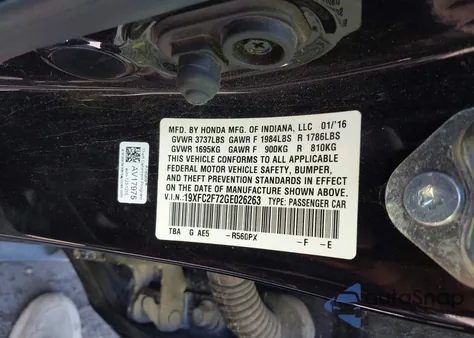 MFD. BY HONDA MFG. OF INDIANA, LLC 01/16
GVWR 3737LBS GAWR F 1984LBS R 1786LBS
GVWR 1695KG GAWR F 900KG R 810KG
THIS VEHICLE CONFORMS TO ALL APPLICABLE
FEDERAL MOTOR VEHICLE SAFETY, BUMPER,
AND THEFT PREVENTION STANDARDS IN EFFECT
ON THE DATE OF MANUFACTURE SHOWN ABOVE.
V.I.N.: 19XFC2F72GE026263 TYPE: PASSENGER CAR
TBA G AE5 -R560PX -F -E
AV17975
AutoSnap